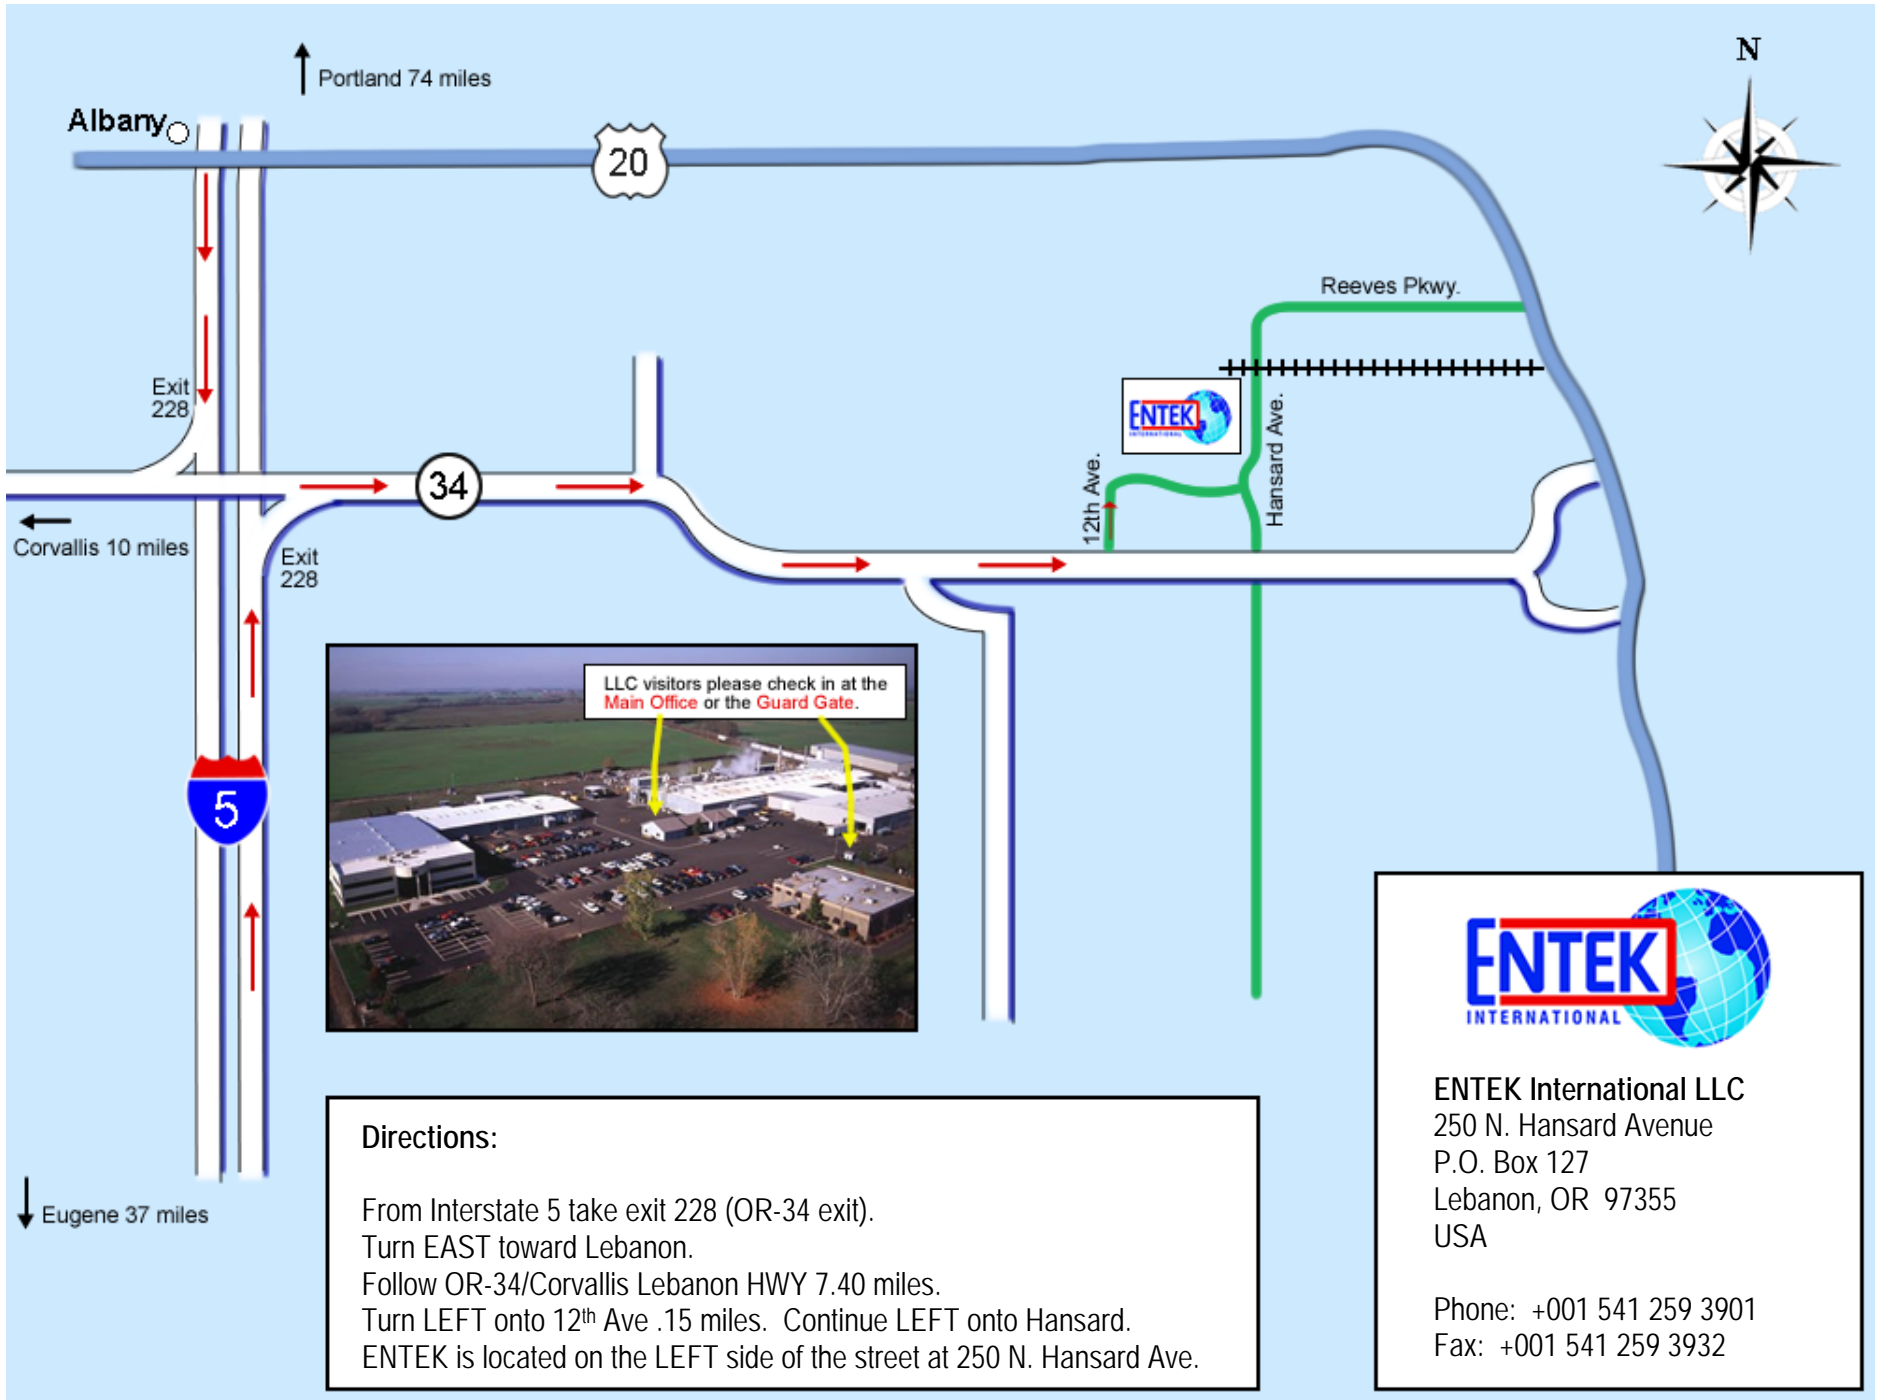 N
Portland 74 miles
Albany
20
Reeves Pkwy.
Exit
228
ENTEK
INTERNATIONAL
Hansard Ave.
12th Ave.
34
Corvallis 10 miles
Exit
228
LLC visitors please check in at the
Main Office or the Guard Gate.
5
ENTEK
INTERNATIONAL
ENTEK International LLC
250 N. Hansard Avenue
P.O. Box 127
Lebanon, OR 97355
USA
Phone: +001 541 259 3901
Fax: +001 541 259 3932
Eugene 37 miles
Directions:
From Interstate 5 take exit 228 (OR-34 exit).
Turn EAST toward Lebanon.
Follow OR-34/Corvallis Lebanon HWY 7.40 miles.
Turn LEFT onto 12th Ave .15 miles. Continue LEFT onto Hansard.
ENTEK is located on the LEFT side of the street at 250 N. Hansard Ave.